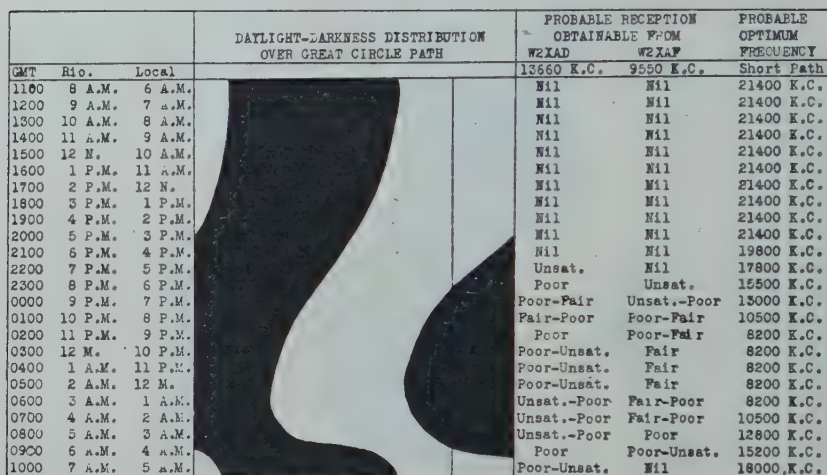 PROBABLE RECEPTION PROBABLE
DAYLIGHT-DARKNESS DISTRIBUTION OBTAINABLE FROM OPTIMUM
OVER GREAT CIRCLE PATH W2XAD W2XAF FREQUENCY
GMT Rio. Local 13660 K.C. 9550 K.C. Short Path
1100 8 A.M. 6 A.M. Nil Nil 21400 K.C.
1200 9 A.M. 7 A.M. Nil Nil 21400 K.C.
1300 10 A.M. 8 A.M. Nil Nil 21400 K.C.
1400 11 A.M. 9 A.M. Nil Nil 21400 K.C.
1500 12 N. 10 A.M. Nil Nil 21400 K.C.
1600 1 P.M. 11 A.M. Nil Nil 21400 K.C.
1700 2 P.M. 12 N. Nil Nil 21400 K.C.
1800 3 P.M. 1 P.M. Nil Nil 21400 K.C.
1900 4 P.M. 2 P.M. Nil Nil 21400 K.C.
2000 5 P.M. 3 P.M. Nil Nil 21400 K.C.
2100 6 P.M. 4 P.M. Nil Nil 19800 K.C.
2200 7 P.M. 5 P.M. Unsat. Nil 17800 K.C.
2300 8 P.M. 6 P.M. Poor Unsat. 15500 K.C.
0000 9 P.M. 7 P.M. Poor-Fair Unsat.-Poor 13000 K.C.
0100 10 P.M. 8 P.M. Fair-Poor Poor-Fair 10500 K.C.
0200 11 P.M. 9 P.M. Poor Poor-Fair 8200 K.C.
0300 12 M. 10 P.M. Poor-Unsat. Fair 8200 K.C.
0400 1 A.M. 11 P.M. Poor-Unsat. Fair 8200 K.C.
0500 2 A.M. 12 M. Poor-Unsat. Fair 8200 K.C.
0600 3 A.M. 1 A.M. Unsat.-Poor Fair-Poor 8200 K.C.
0700 4 A.M. 2 A.M. Unsat.-Poor Fair-Poor 10500 K.C.
0800 5 A.M. 3 A.M. Unsat.-Poor Poor 12800 K.C.
0900 6 A.M. 4 A.M. Poor Poor-Unsat. 15200 K.C.
1000 7 A.M. 5 A.M. Poor-Unsat. Nil 18000 K.C.